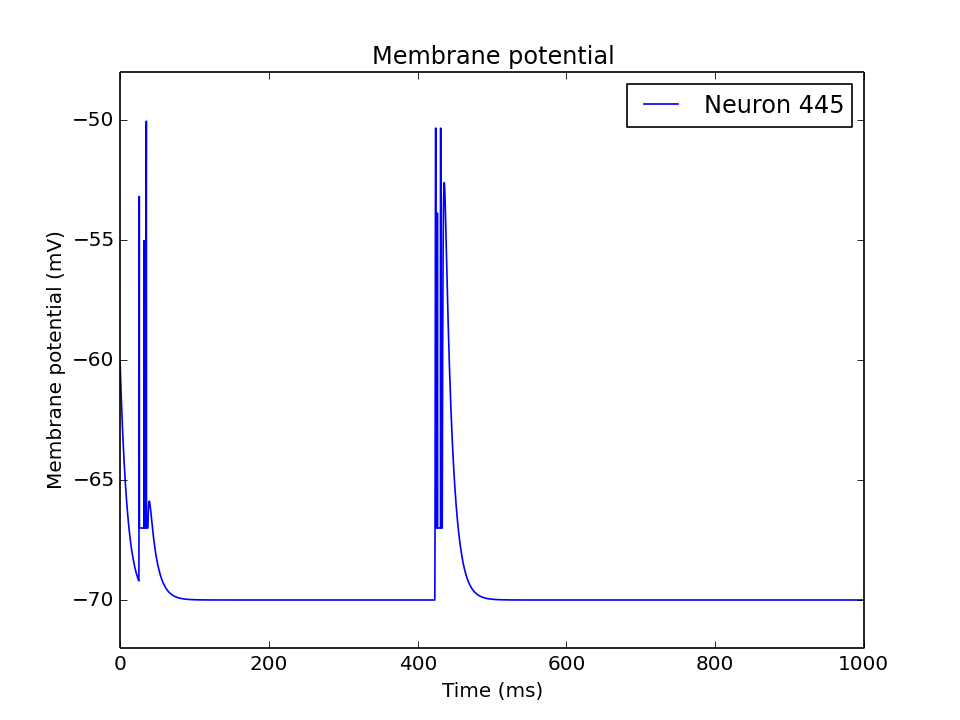 Membrane potential
Neuron 445
−50
−55
−60
−65
−70
Membrane potential (mV)
0 200 400 600 800 1000
Time (ms)